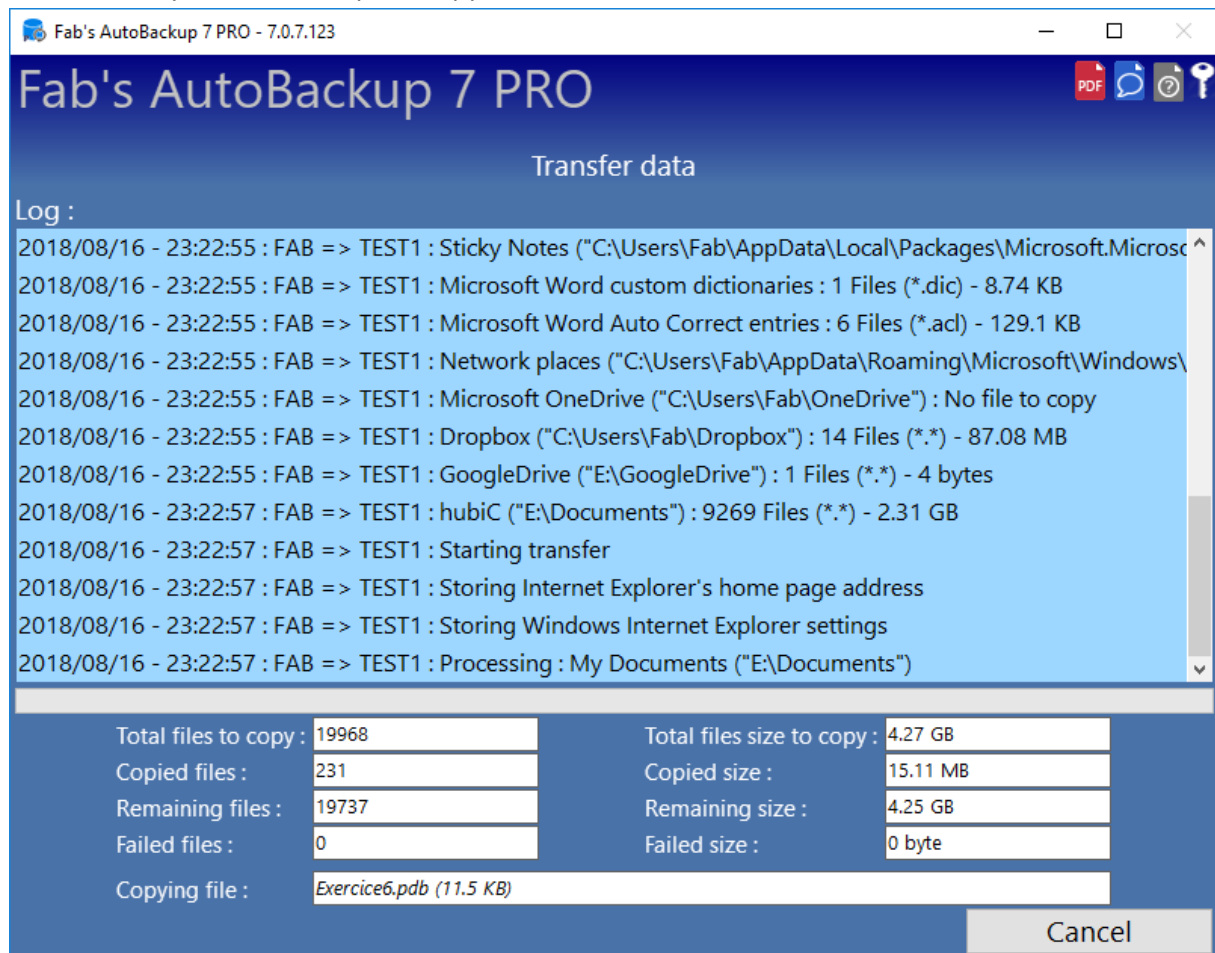 Fab's AutoBackup 7 PRO - 7.0.7.123
Fab's AutoBackup 7 PRO
PDF
Transfer data
Log :
2018/08/16 - 23:22:55 : FAB => TEST1 : Sticky Notes ("C:\Users\Fab\AppData\Local\Packages\Microsoft.Microsc
2018/08/16 - 23:22:55 : FAB => TEST1 : Microsoft Word custom dictionaries : 1 Files (*.dic) - 8.74 KB
2018/08/16 - 23:22:55 : FAB => TEST1 : Microsoft Word Auto Correct entries : 6 Files (*.acl) - 129.1 KB
2018/08/16 - 23:22:55 : FAB => TEST1 : Network places ("C:\Users\Fab\AppData\Roaming\Microsoft\Windows\
2018/08/16 - 23:22:55 : FAB => TEST1 : Microsoft OneDrive ("C:\Users\Fab\OneDrive") : No file to copy
2018/08/16 - 23:22:55 : FAB => TEST1 : Dropbox ("C:\Users\Fab\Dropbox") : 14 Files (*.*) - 87.08 MB
2018/08/16 - 23:22:55 : FAB => TEST1 : GoogleDrive ("E:\GoogleDrive") : 1 Files (*.*) - 4 bytes
2018/08/16 - 23:22:57 : FAB => TEST1 : hubiC ("E:\Documents") : 9269 Files (*.*) - 2.31 GB
2018/08/16 - 23:22:57 : FAB => TEST1 : Starting transfer
2018/08/16 - 23:22:57 : FAB => TEST1 : Storing Internet Explorer's home page address
2018/08/16 - 23:22:57 : FAB => TEST1 : Storing Windows Internet Explorer settings
2018/08/16 - 23:22:57 : FAB => TEST1 : Processing : My Documents ("E:\Documents")
Total files to copy : 19968 Total files size to copy : 4.27 GB
Copied files : 231 Copied size : 15.11 MB
Remaining files : 19737 Remaining size : 4.25 GB
Failed files : 0 Failed size : 0 byte
Copying file : Exercice6.pdb (11.5 KB)
Cancel